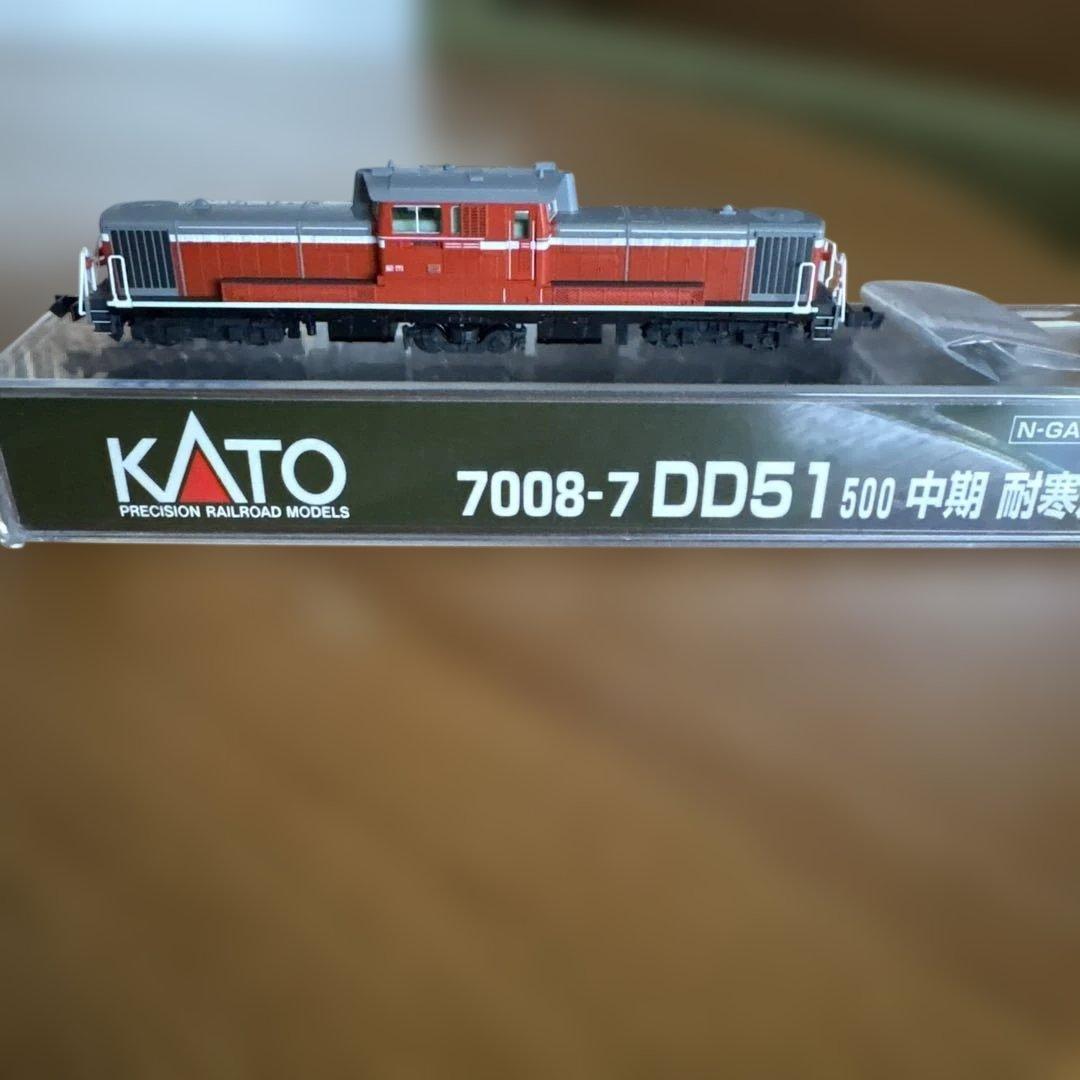 KATO
PRECISION RAILROAD MODELS
7008-7 DD51 500 中期 耐寒
N-GA